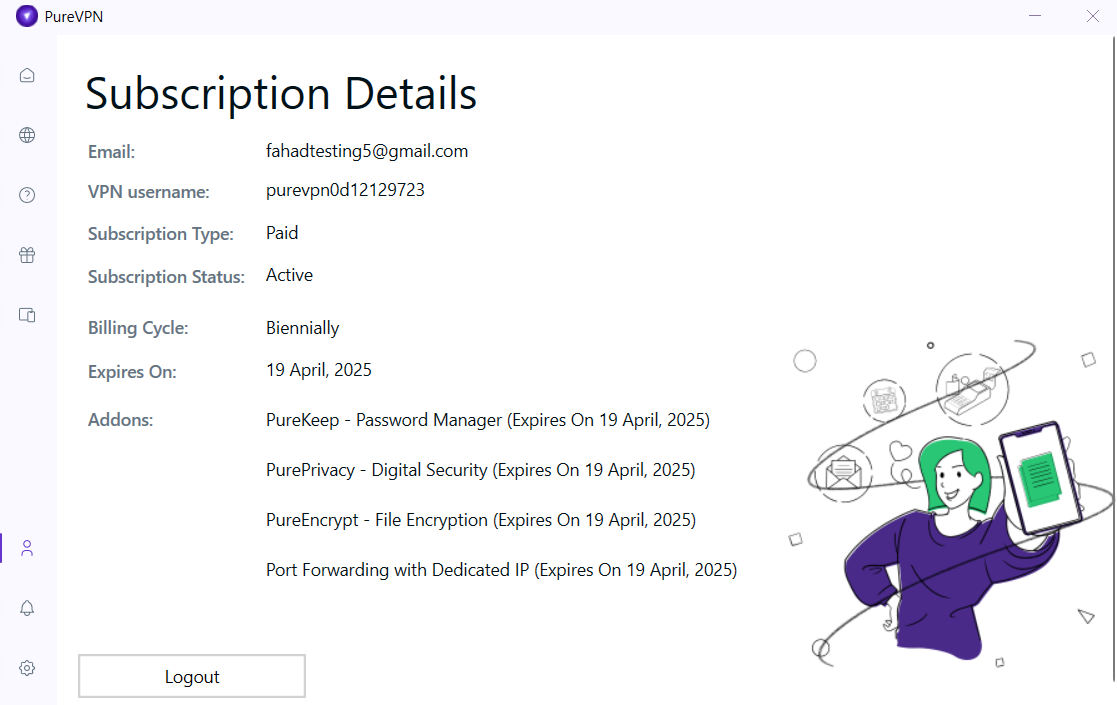 PureVPN
Subscription Details
Email: fahadtesting5@gmail.com
VPN username: purevpn0d12129723
Subscription Type: Paid
Subscription Status: Active
Billing Cycle: Biennially
Expires On: 19 April, 2025
Addons: PureKeep - Password Manager (Expires On 19 April, 2025)
PurePrivacy - Digital Security (Expires On 19 April, 2025)
PureEncrypt - File Encryption (Expires On 19 April, 2025)
Port Forwarding with Dedicated IP (Expires On 19 April, 2025)
Logout